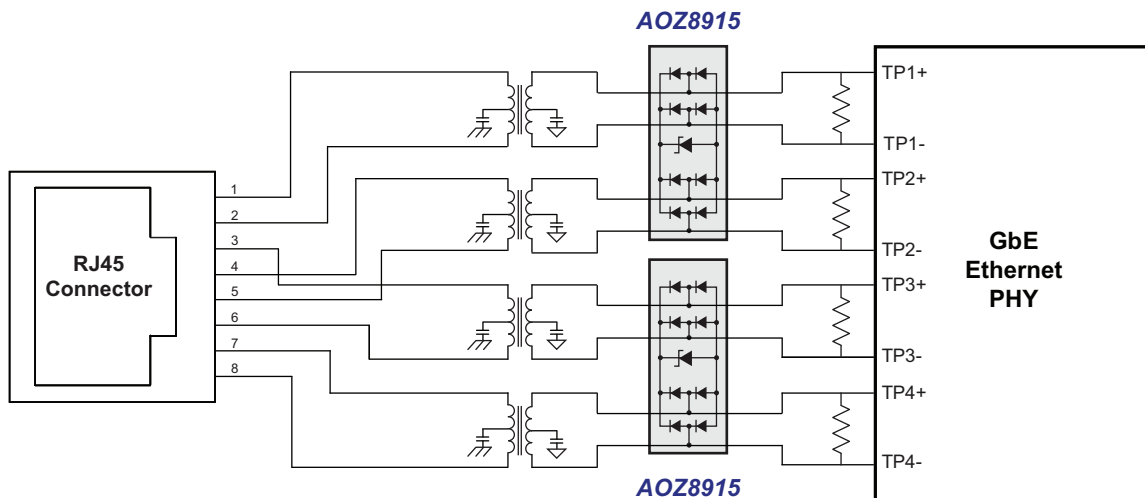 AOZ8915
RJ45
Connector
1
2
3
4
5
6
7
8
TP1+
TP1-
TP2+
TP2-
TP3+
TP3-
TP4+
TP4-
GbE
Ethernet
PHY
AOZ8915